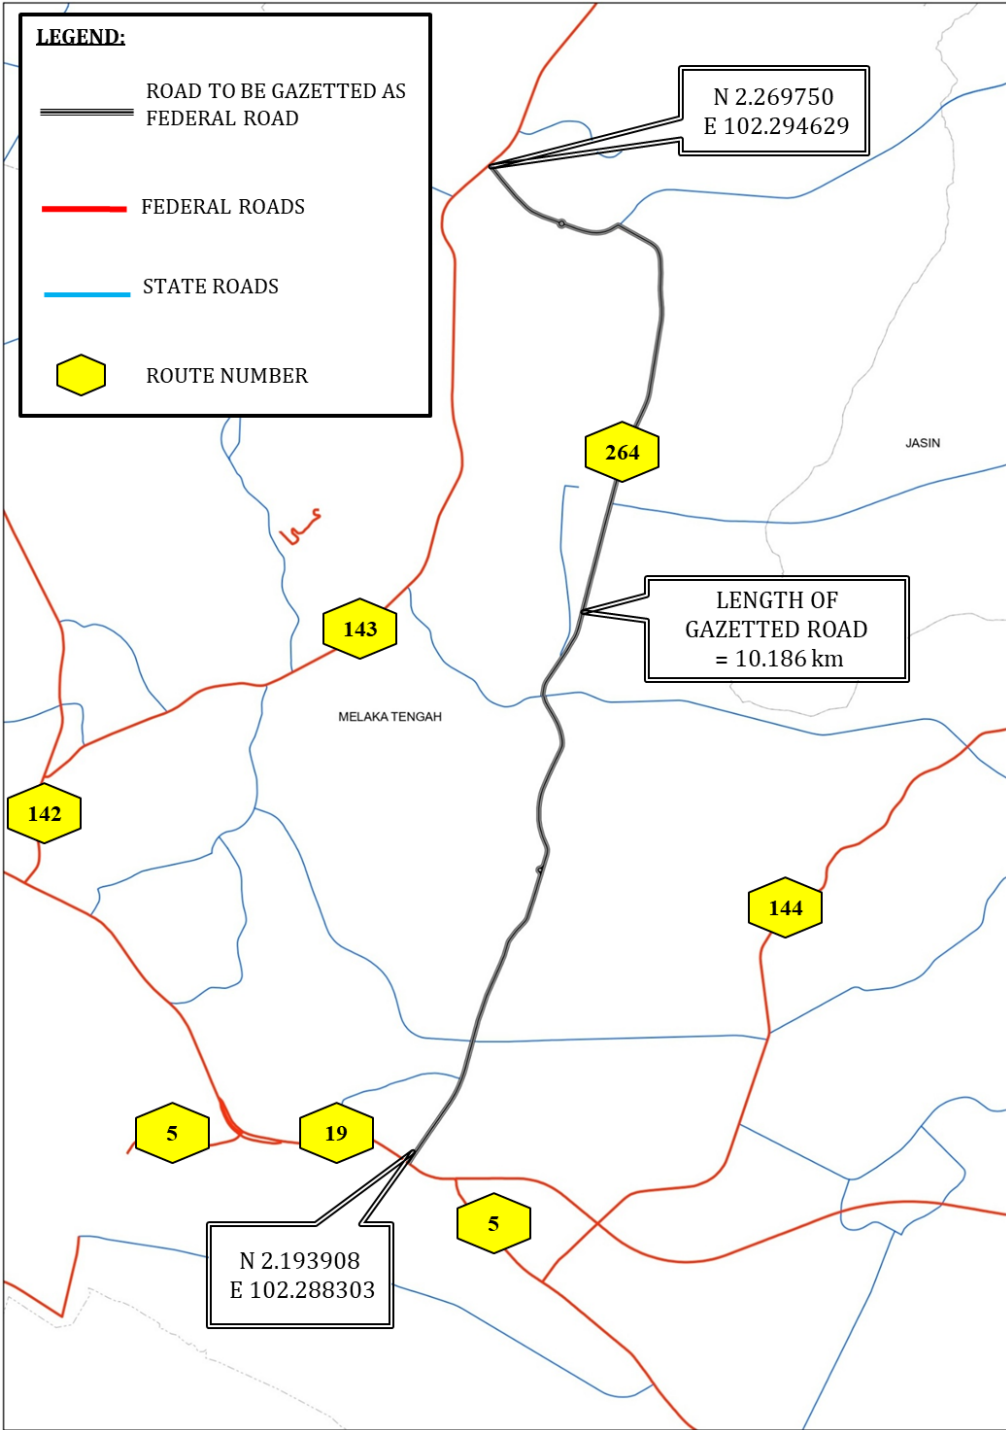 LEGEND:
ROAD TO BE GAZETTED AS
FEDERAL ROAD
FEDERAL ROADS
STATE ROADS
ROUTE NUMBER
N 2.269750
E 102.294629
JASIN
264
LENGTH OF
GAZETTED ROAD
= 10.186 km
143
MELAKA TENGAH
142
144
5
19
5
N 2.193908
E 102.288303